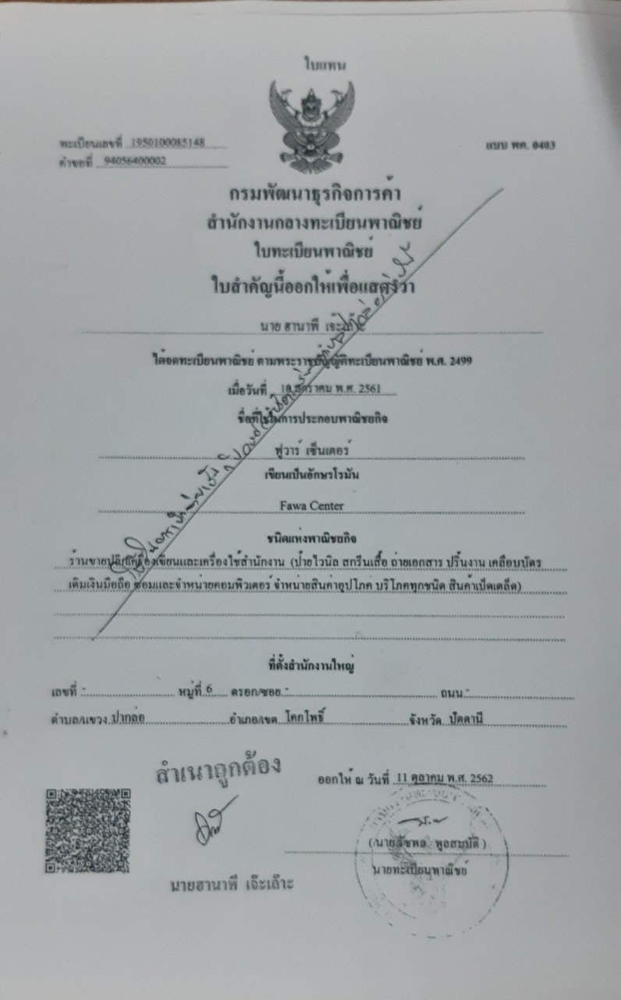 ใบแทน
ทะเบียนเลขที่ 1950100085148
คำขอที่ 94056400002
แบบ พค. 0403
กรมพัฒนาธุรกิจการค้า
สำนักงานกลางทะเบียนพาณิชย์
ใบทะเบียนพาณิชย์
ใบสำคัญนี้ออกให้เพื่อแสดงว่า
นาย ฮานาฟี เจ๊ะเล๊าะ
ได้จดทะเบียนพาณิชย์ ตามพระราชบัญญัติทะเบียนพาณิชย์ พ.ศ. 2499
เมื่อวันที่ พ.ศ. 2561
ชื่อที่ใช้ในการประกอบพาณิชยกิจ
ฟูวาร์ เซ็นเตอร์
เขียนเป็นอักษรโรมัน
Fawa Center
ชนิดแห่งพาณิชยกิจ
ร้านขายปลีกเครื่องเขียนและเครื่องใช้สำนักงาน (ป้ายไวนิล สกรีนเสื้อ ถ่ายเอกสาร ปริ้นงาน เคลือบบัตร
เติมเงินมือถือ ซ่อมและจำหน่ายคอมพิวเตอร์ จำหน่ายสินค้าอุปโภค บริโภคทุกชนิด สินค้าเบ็ดเตล็ด)
ที่ตั้งสำนักงานใหญ่
เลขที่ - หมู่ที่ 6 ตรอก/ซอย - ถนน -
ตำบล/แขวง ปากล่อ อำเภอ/เขต โคกโพธิ์ จังหวัด ปัตตานี
สำเนาถูกต้อง
ออกให้ ณ วันที่ 11 ตุลาคม พ.ศ. 2562
(นายธัชพล พูลสมบัติ)
นายทะเบียนพาณิชย์
นายฮานาฟี เจ๊ะเล๊าะ